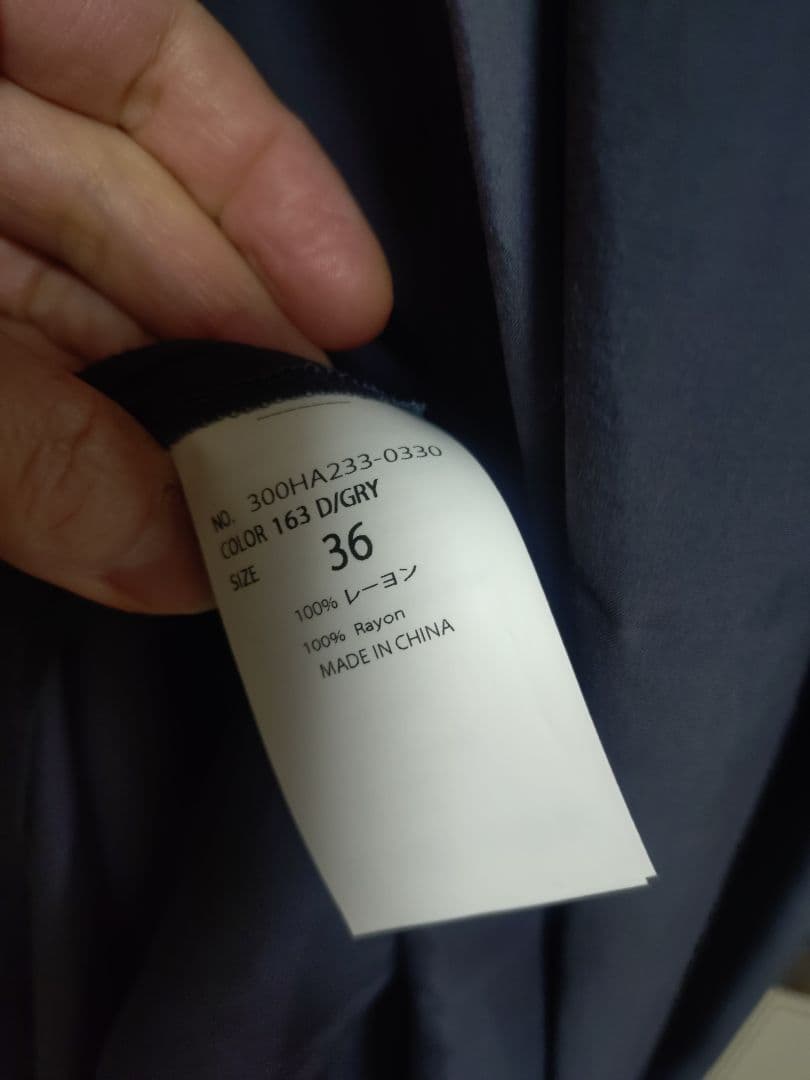 NO. 300HA233-0330
COLOR 163 D/GRY
SIZE 36
100% レーヨン
100% Rayon
MADE IN CHINA